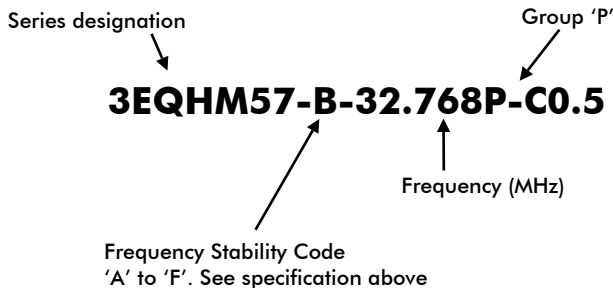 Series designation
Group ‘P’
3EQHM57-B-32.768P-C0.5
Frequency (MHz)
Frequency Stability Code
‘A’ to ‘F’. See specification above